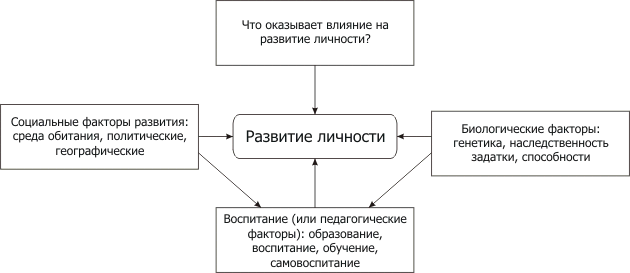 Что оказывает влияние на
развитие личности?
Социальные факторы развития:
среда обитания, политические,
географические
Развитие личности
Биологические факторы:
генетика, наследственность
задатки, способности
Воспитание (или педагогические
факторы): образование,
воспитание, обучение,
самовоспитание